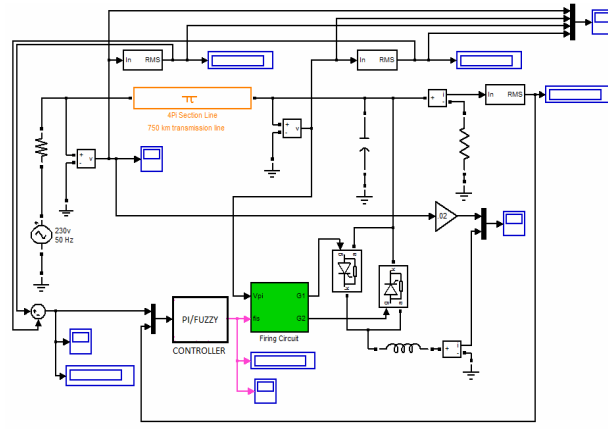 In RMS
In RMS
+
-
v
4PI Section Line
750 km transmission line
+
-
v
+
-
i
In RMS
230v
50 Hz
.02
Vpi
fis
G1
G2
Firing Circuit
PI/FUZZY
CONTROLLER
g
a
k
m
+
-
i